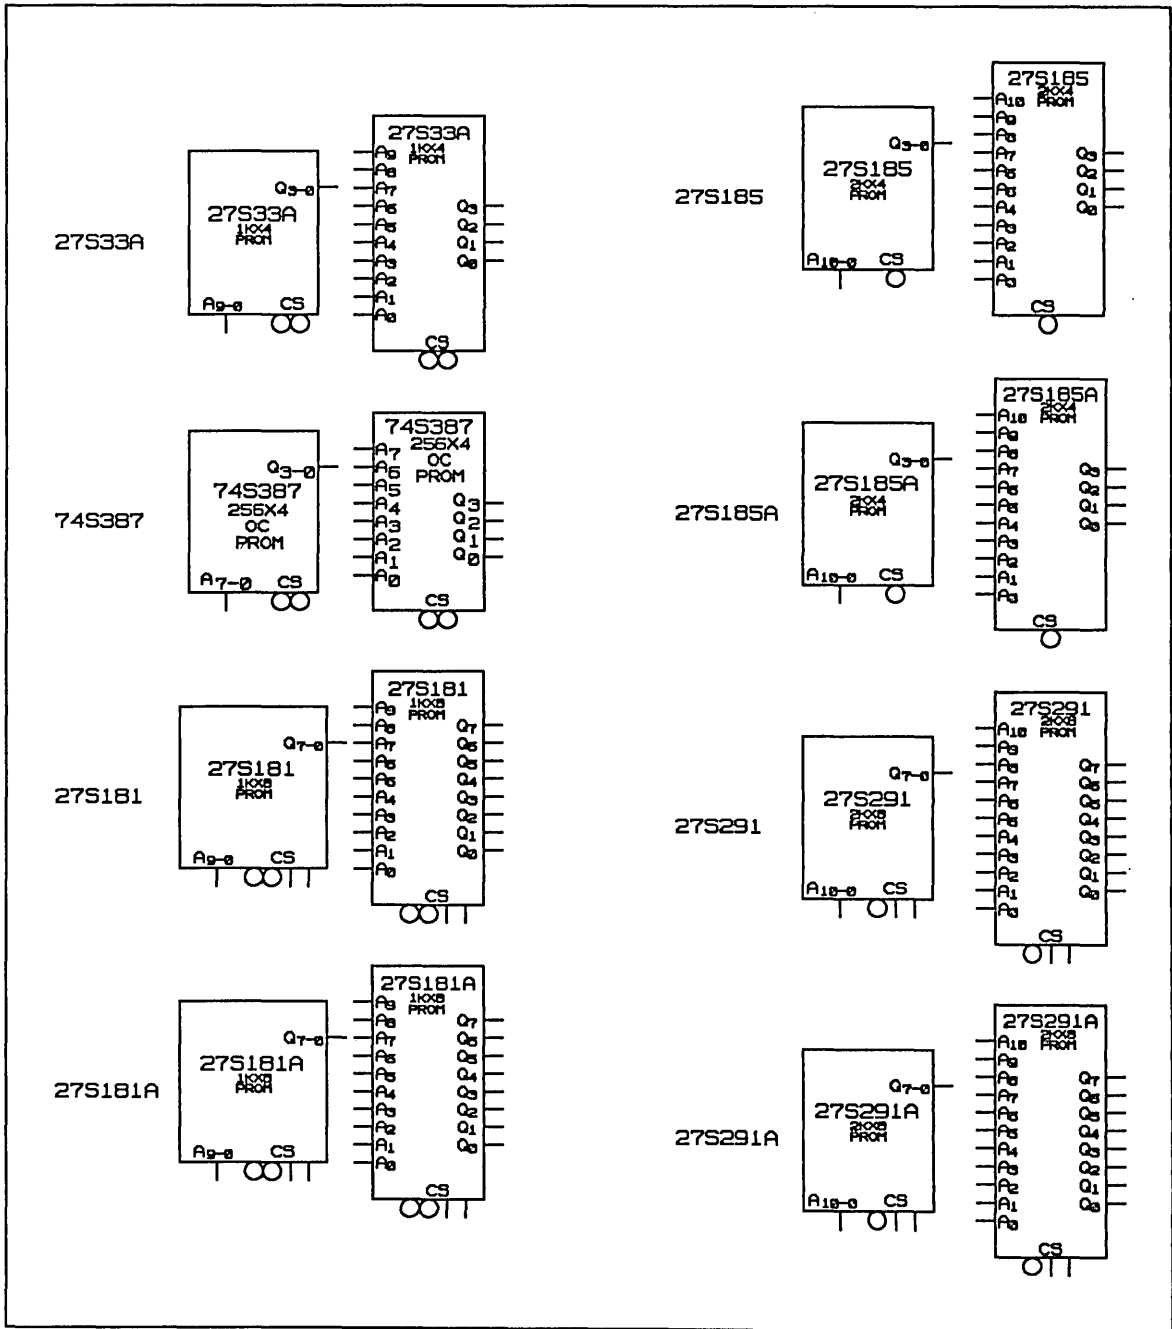 27S33A
Q3-0
27S33A
1KX4
PROM
A9-0 CS
27S33A
1KX4
PROM
A9
A8
A7
A6 Q3
A5 Q2
A4 Q1
A3 Q0
A2
A1
A0
CS
74S387
Q3-0
74S387
256X4
OC
PROM
A7-0 CS
74S387
256X4
OC
PROM
A7
A6
A5
A4 Q3
A3 Q2
A2 Q1
A1 Q0
A0
CS
27S181
Q7-0
27S181
1KX8
PROM
A9-0 CS
27S181
1KX8
PROM
A9
A8 Q7
A7 Q6
A6 Q5
A5 Q4
A4 Q3
A3 Q2
A2 Q1
A1 Q0
A0
CS
27S181A
Q7-0
27S181A
1KX8
PROM
A9-0 CS
27S181A
1KX8
PROM
A9
A8 Q7
A7 Q6
A6 Q5
A5 Q4
A4 Q3
A3 Q2
A2 Q1
A1 Q0
A0
CS
27S185
Q3-0
27S185
2KX4
PROM
A10-0 CS
27S185
2KX4
PROM
A10
A9
A8
A7 Q3
A6 Q2
A5 Q1
A4 Q0
A3
A2
A1
A0
CS
27S185A
Q3-0
27S185A
2KX4
PROM
A10-0 CS
27S185A
2KX4
PROM
A10
A9
A8
A7 Q3
A6 Q2
A5 Q1
A4 Q0
A3
A2
A1
A0
CS
27S291
Q7-0
27S291
2KX8
PROM
A10-0 CS
27S291
2KX8
PROM
A10
A9
A8 Q7
A7 Q6
A6 Q5
A5 Q4
A4 Q3
A3 Q2
A2 Q1
A1 Q0
A0
CS
27S291A
Q7-0
27S291A
2KX8
PROM
A10-0 CS
27S291A
2KX8
PROM
A10
A9
A8 Q7
A7 Q6
A6 Q5
A5 Q4
A4 Q3
A3 Q2
A2 Q1
A1 Q0
A0
CS